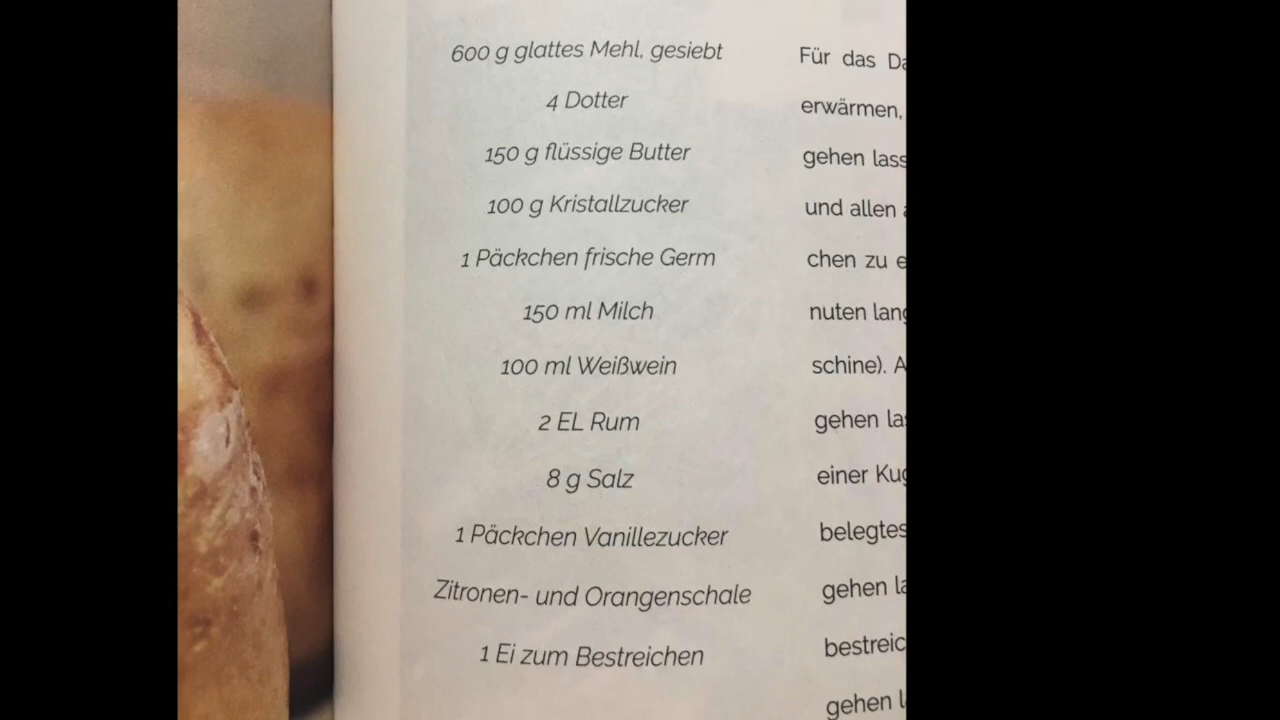 600 g glattes Mehl, gesiebt
4 Dotter
150 g flüssige Butter
100 g Kristallzucker
1 Päckchen frische Germ
150 ml Milch
100 ml Weißwein
2 EL Rum
8 g Salz
1 Päckchen Vanillezucker
Zitronen- und Orangenschale
1 Ei zum Bestreichen
Für das
erwärmen,
gehen
und allen
chen zu
nuten
schine).
gehen
einer
gehen
gehen